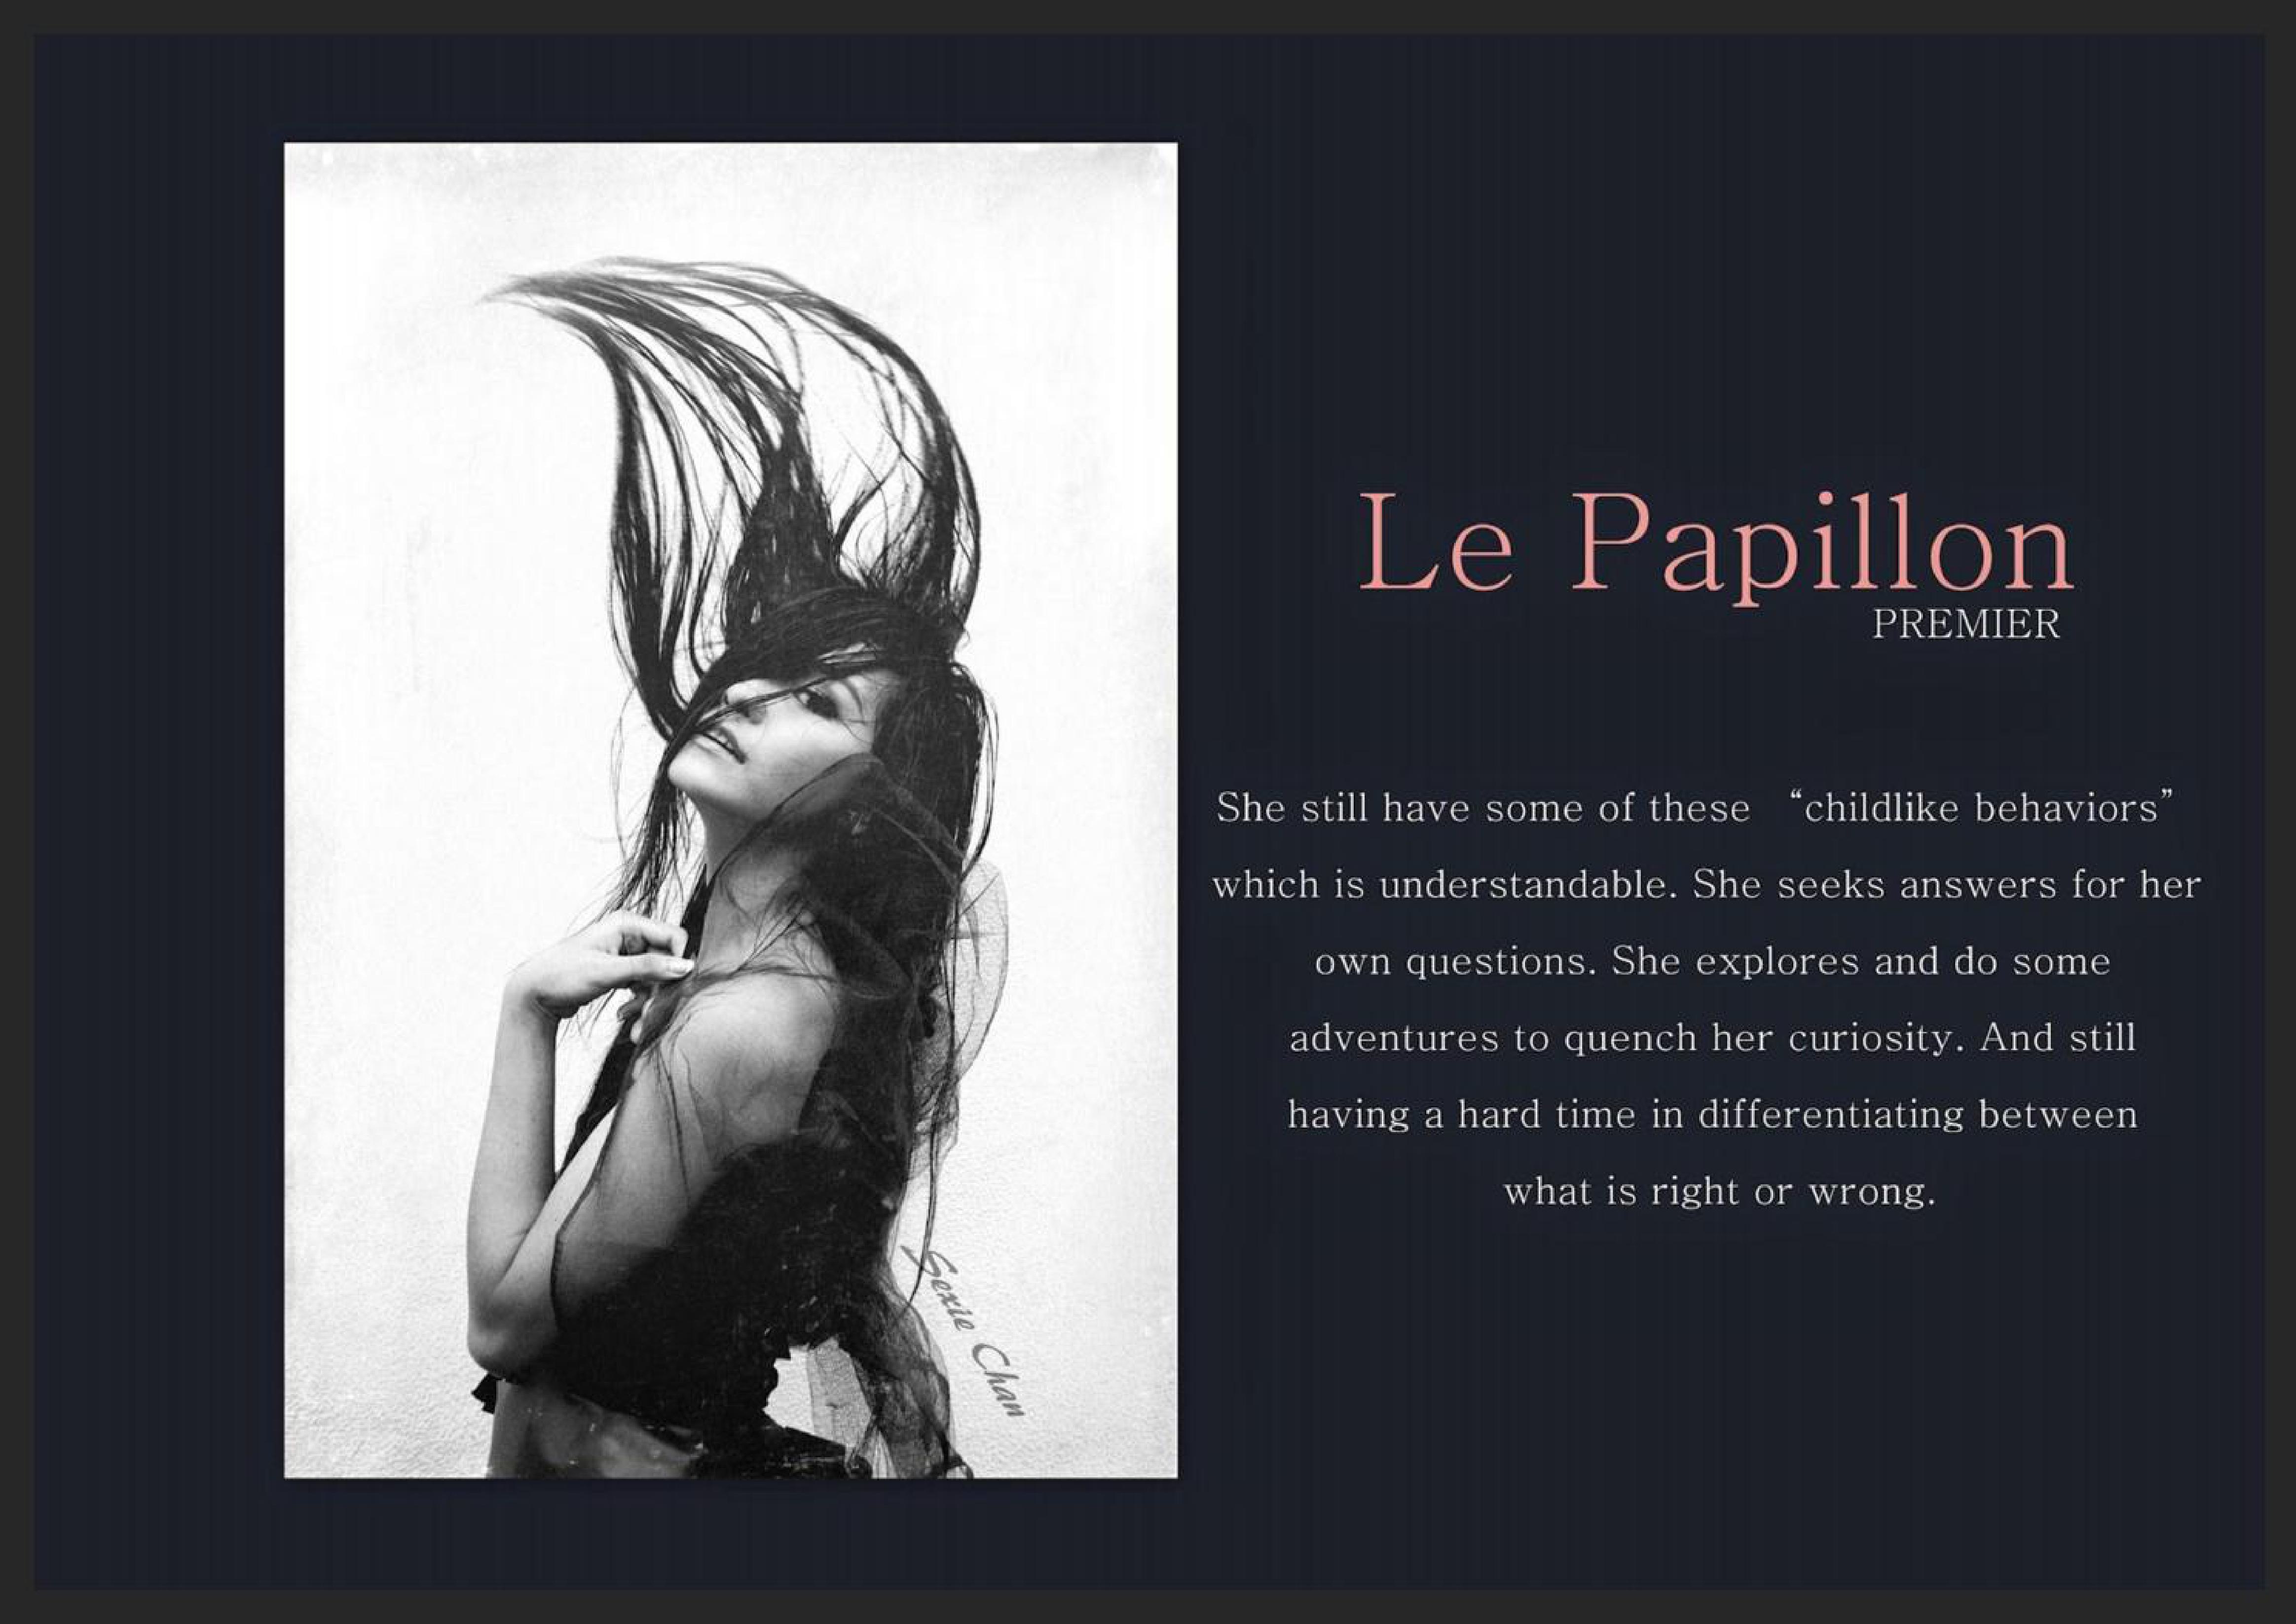 Le Papillon
PREMIER
She still have some of these “childlike behaviors”
which is understandable. She seeks answers for her
own questions. She explores and do some
adventures to quench her curiosity. And still
having a hard time in differentiating between
what is right or wrong.
Sexie Chan